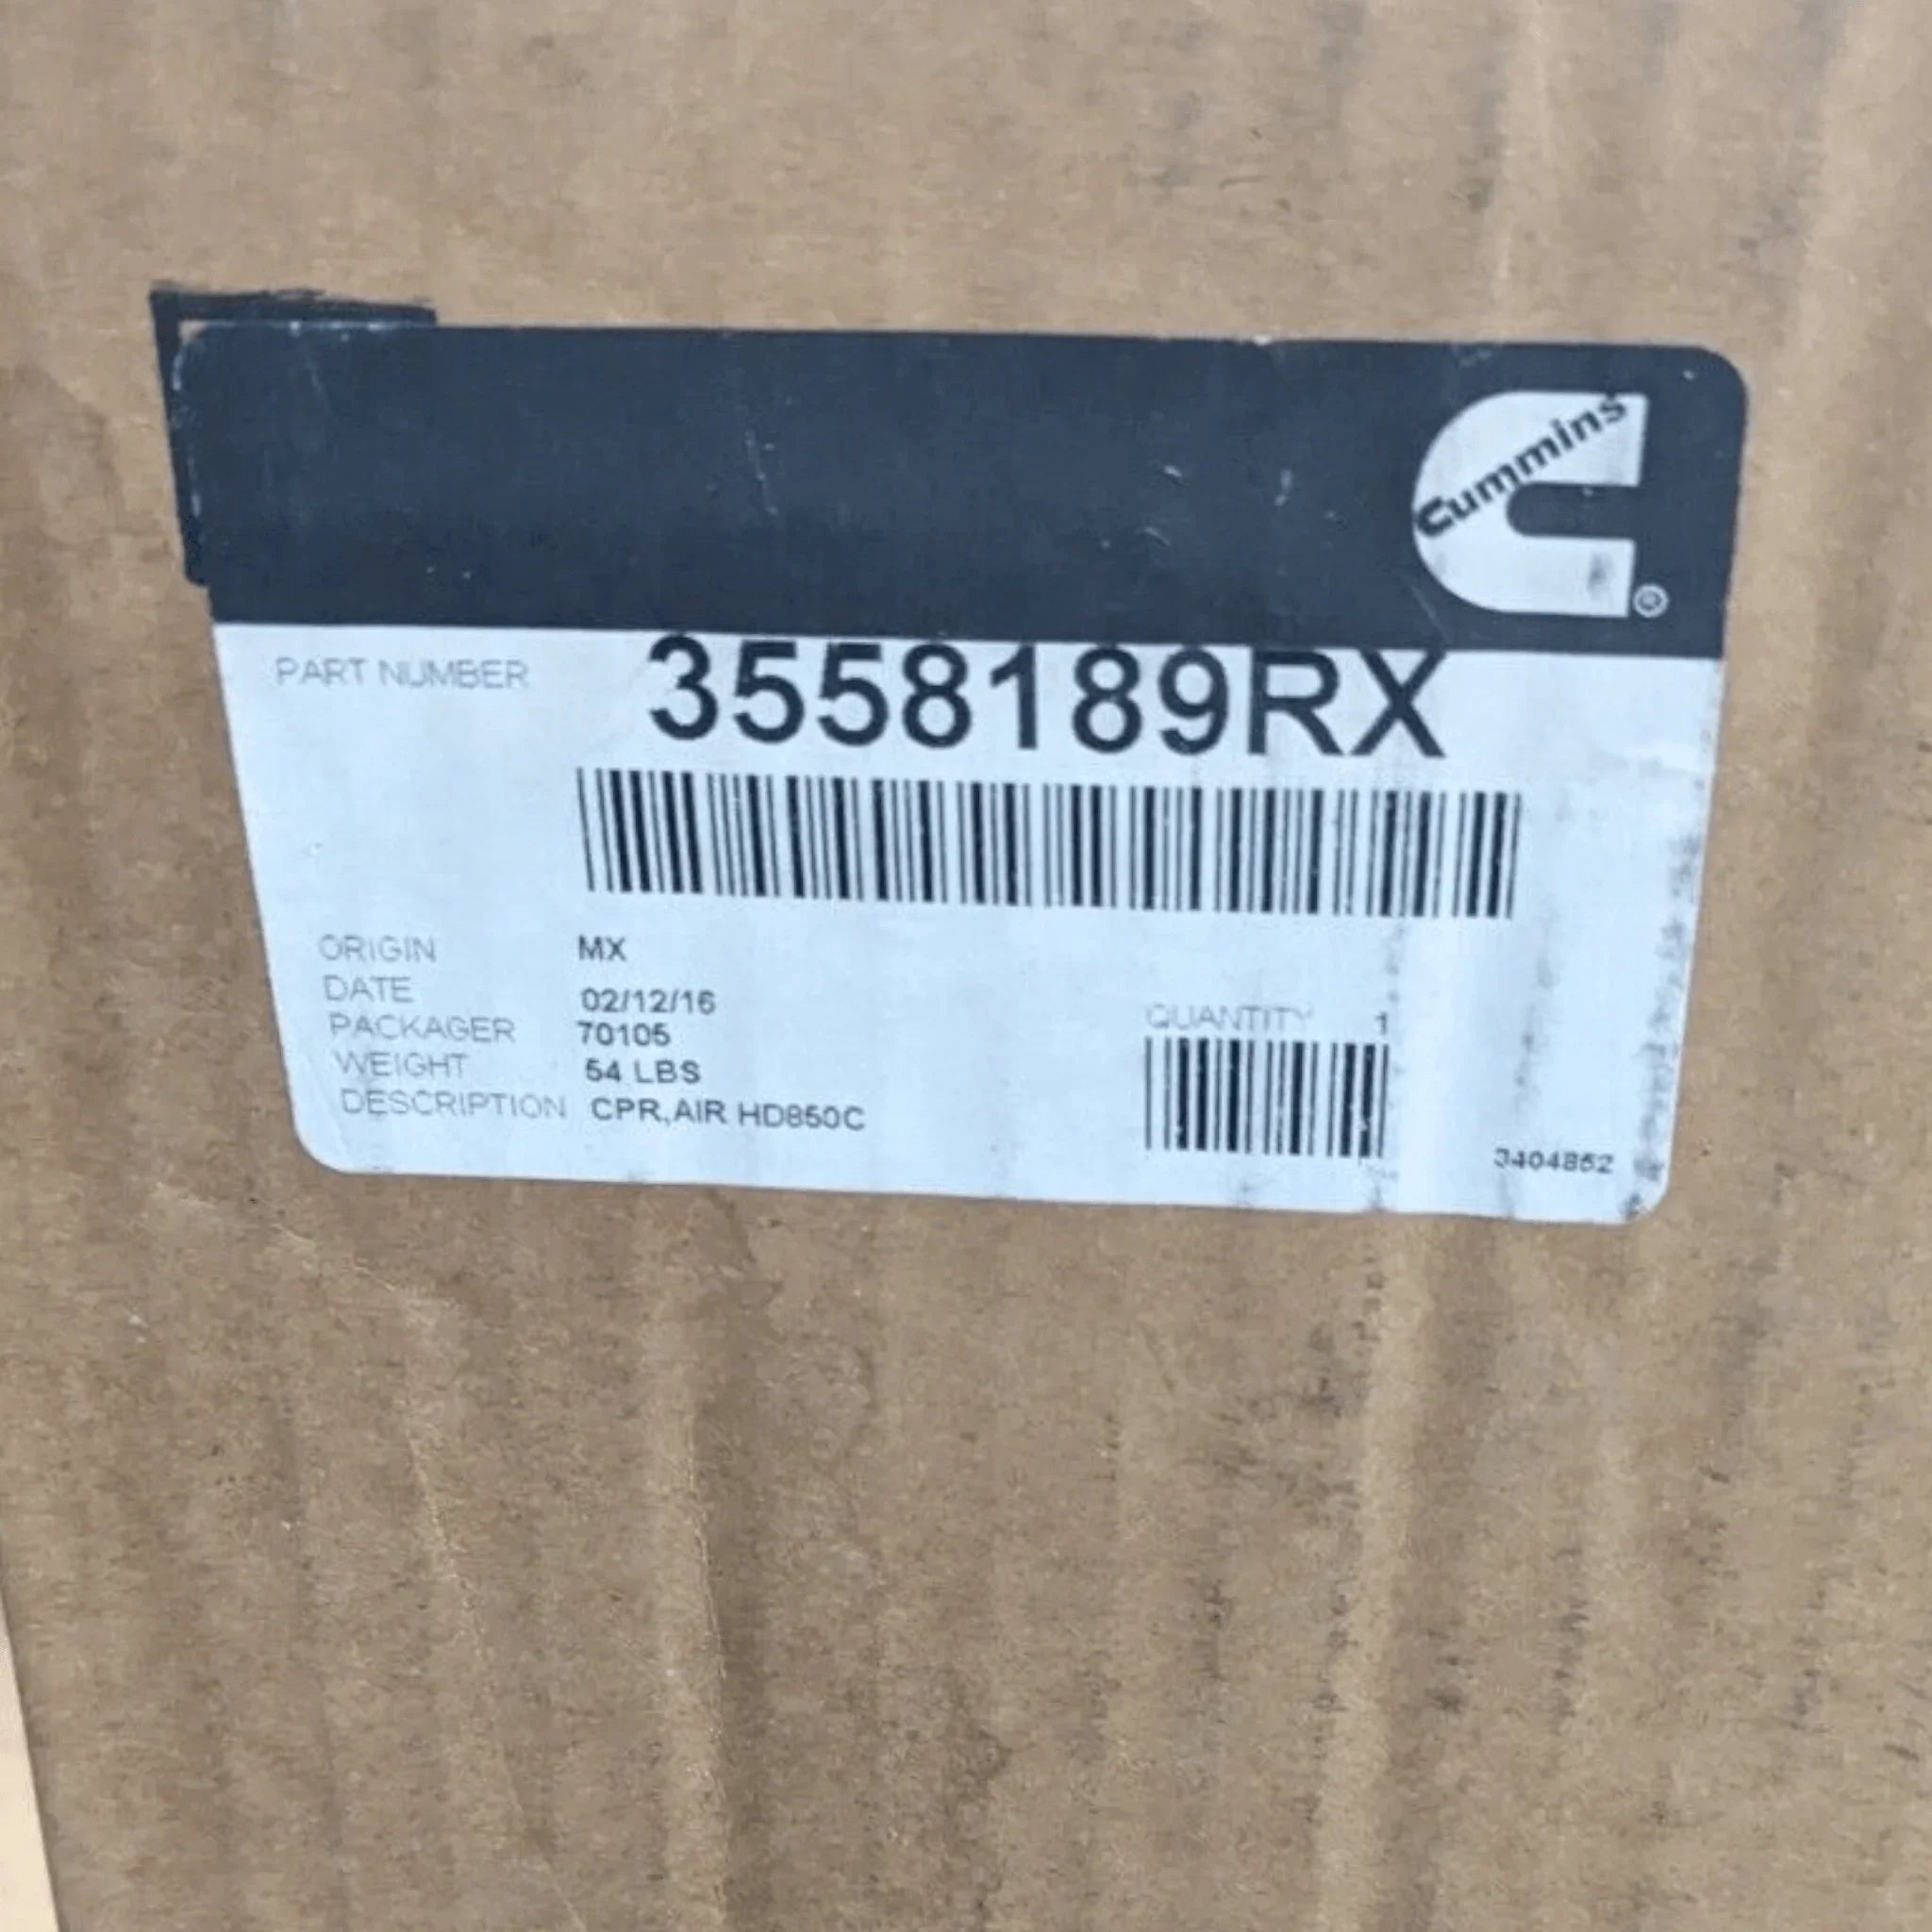 Cummins
®
PART NUMBER 3558189RX
ORIGIN MX
DATE 02/12/16
PACKAGER 70105
WEIGHT 54 LBS
DESCRIPTION CPR,AIR HD850C
QUANTITY 1
3404852